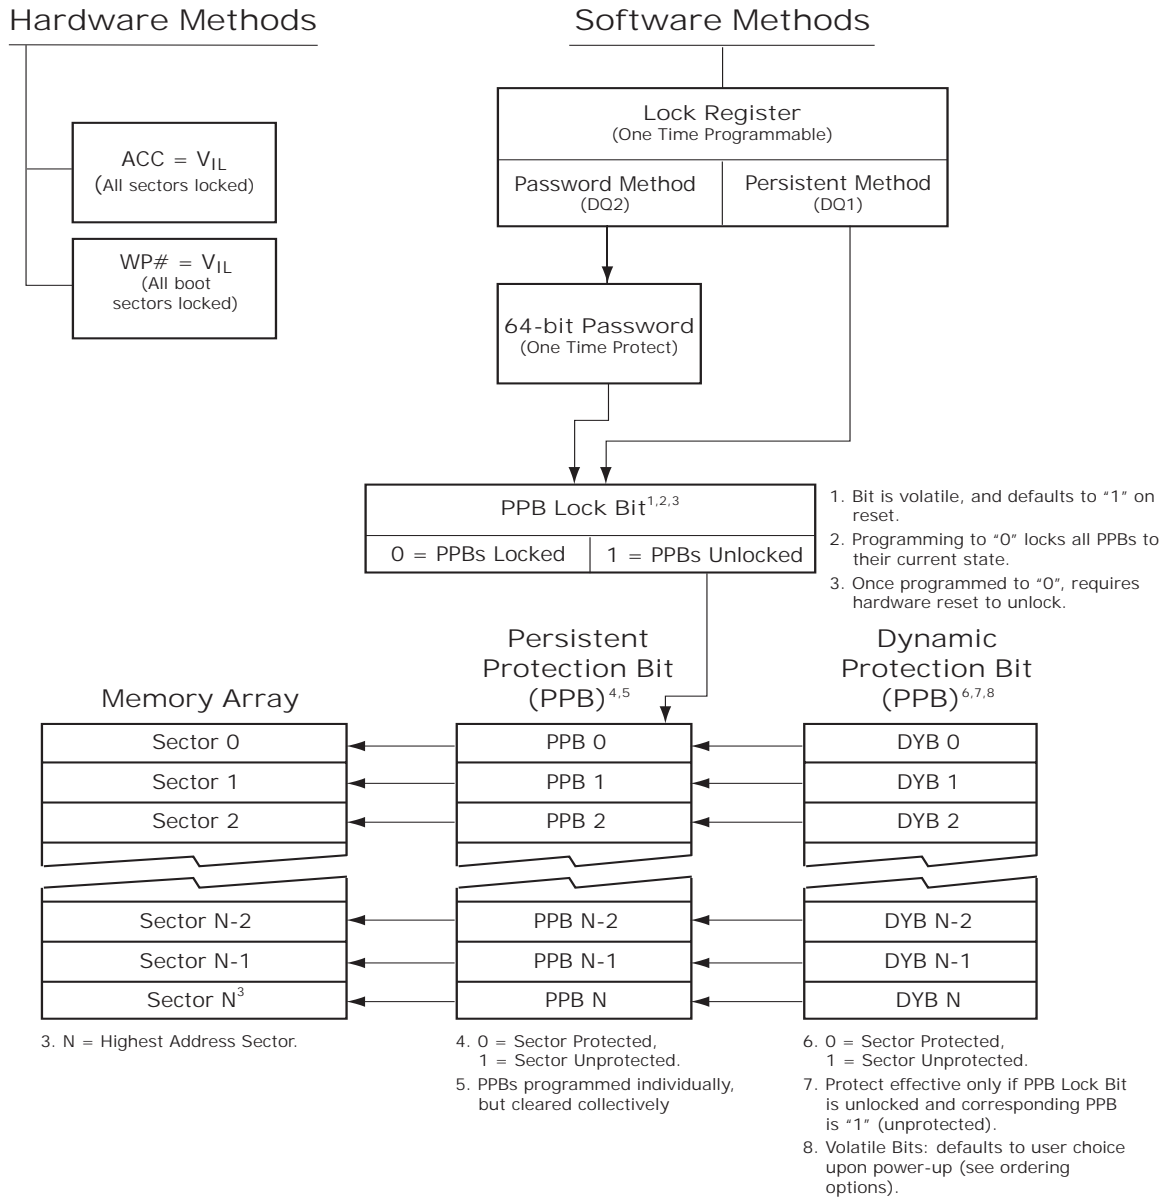 Hardware Methods
Software Methods
ACC = VIL
(All sectors locked)
WP# = VIL
(All boot
sectors locked)
Lock Register
(One Time Programmable)
Password Method
(DQ2)
Persistent Method
(DQ1)
64-bit Password
(One Time Protect)
PPB Lock Bit1,2,3
0 = PPBs Locked
1 = PPBs Unlocked
1. Bit is volatile, and defaults to “1” on
reset.
2. Programming to “0” locks all PPBs to
their current state.
3. Once programmed to “0”, requires
hardware reset to unlock.
Memory Array
Persistent
Protection Bit
(PPB)4,5
Dynamic
Protection Bit
(PPB)6,7,8
Sector 0
PPB 0
DYB 0
Sector 1
PPB 1
DYB 1
Sector 2
PPB 2
DYB 2
Sector N-2
PPB N-2
DYB N-2
Sector N-1
PPB N-1
DYB N-1
Sector N3
PPB N
DYB N
3. N = Highest Address Sector.
4. 0 = Sector Protected,
1 = Sector Unprotected.
5. PPBs programmed individually,
but cleared collectively
6. 0 = Sector Protected,
1 = Sector Unprotected.
7. Protect effective only if PPB Lock Bit
is unlocked and corresponding PPB
is “1” (unprotected).
8. Volatile Bits: defaults to user choice
upon power-up (see ordering
options).